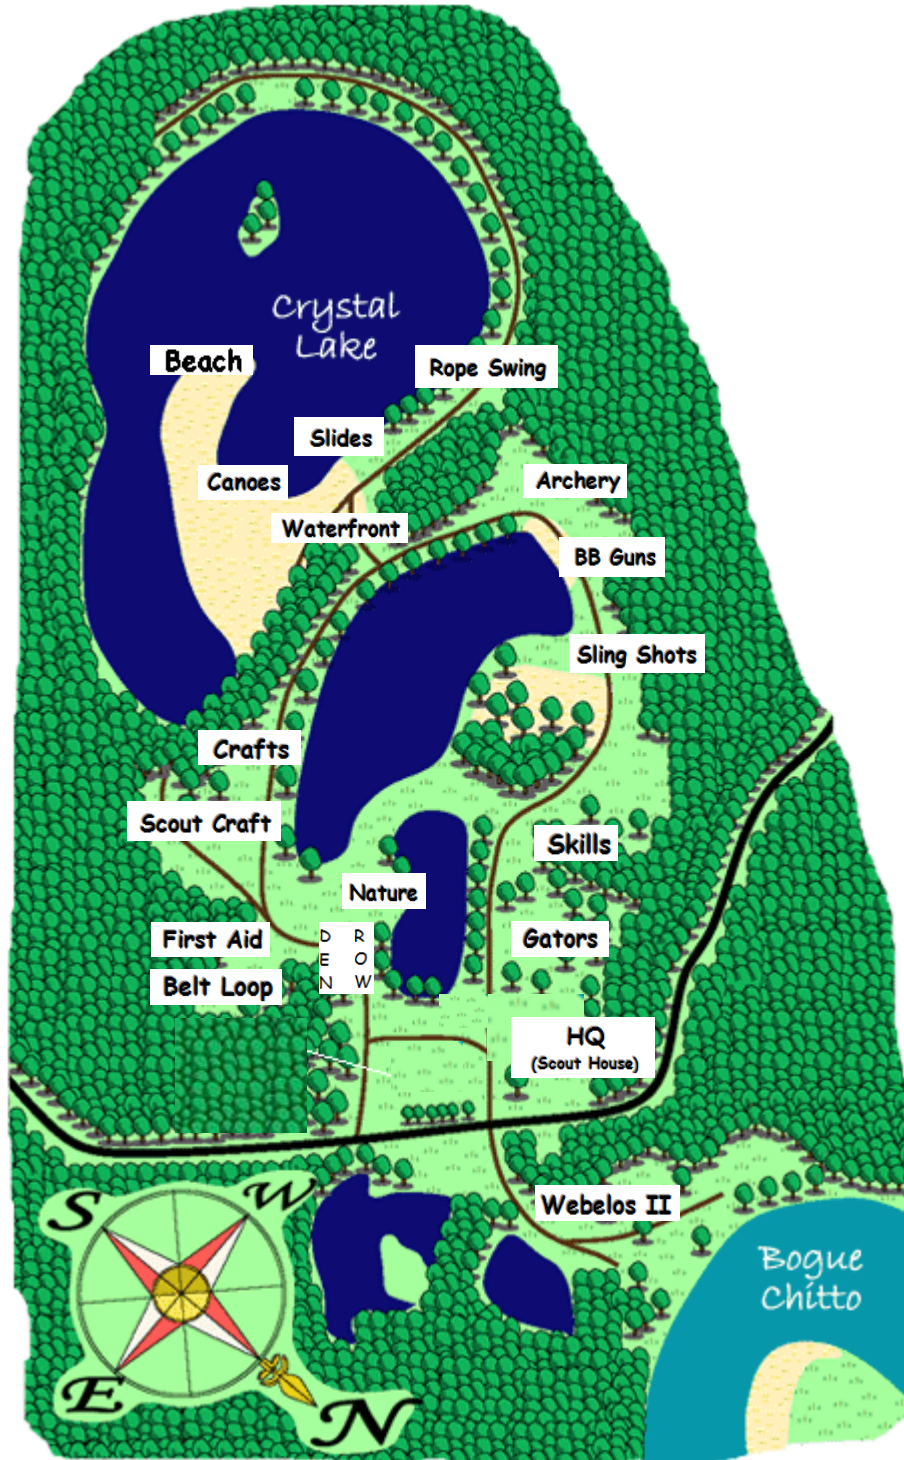 Crystal
Lake
Beach
Rope Swing
Slides
Canoes
Archery
Waterfront
BB Guns
Sling Shots
Crafts
Scout Craft
Skills
Nature
First Aid
D R
E O
N W
Gators
Belt Loop
HQ
(Scout House)
S
W
Webelos II
Bogue
Chitto
E
N